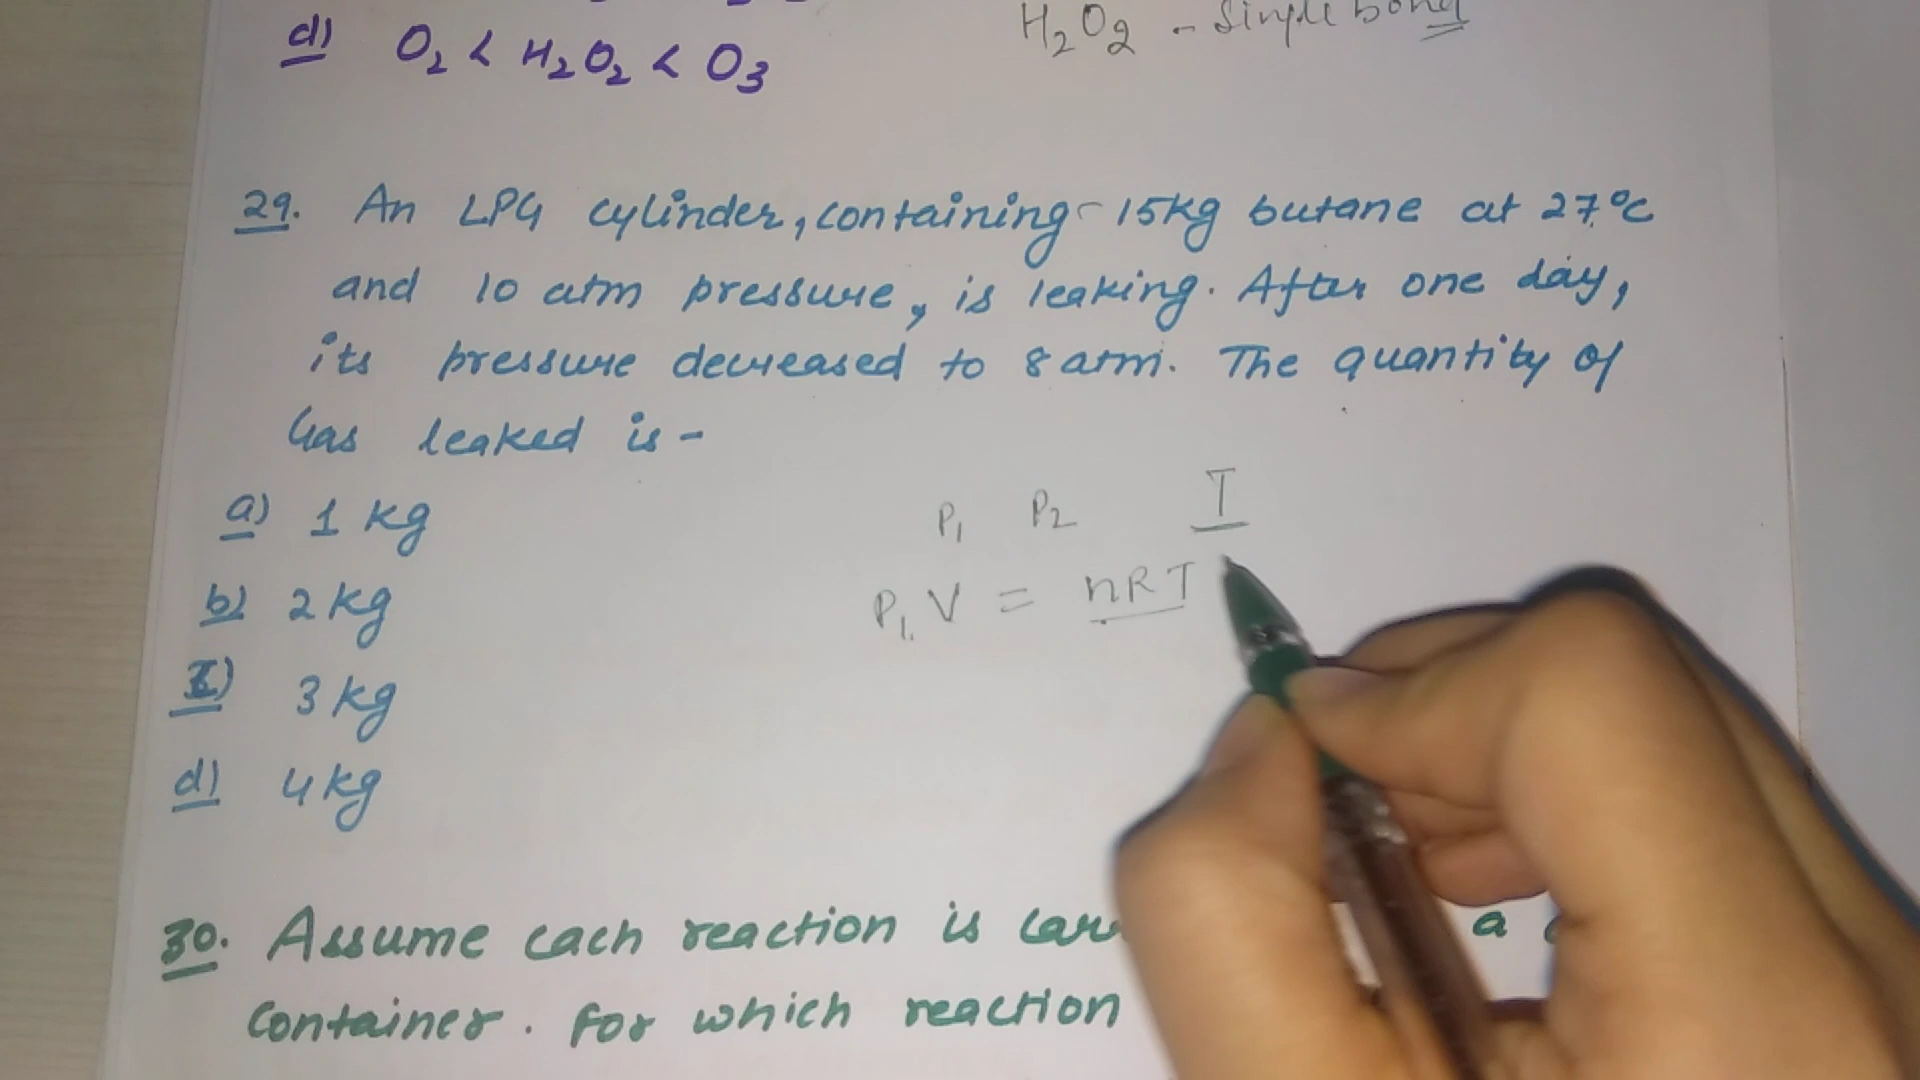 d) O₂ < H₂O₂ < O₃
H₂O₂ - Single bond
29. An LPG cylinder, containing 15kg butane at 27°C
and 10 atm pressure, is leaking. After one day,
its pressure decreased to 8 atm. The quantity of
Gas leaked is -
a) 1 kg
b) 2 kg
3 kg
d) 4 kg
P₁ P₂ T
P₁ V = nRT
30. Assume each reaction is a
container. For which reaction